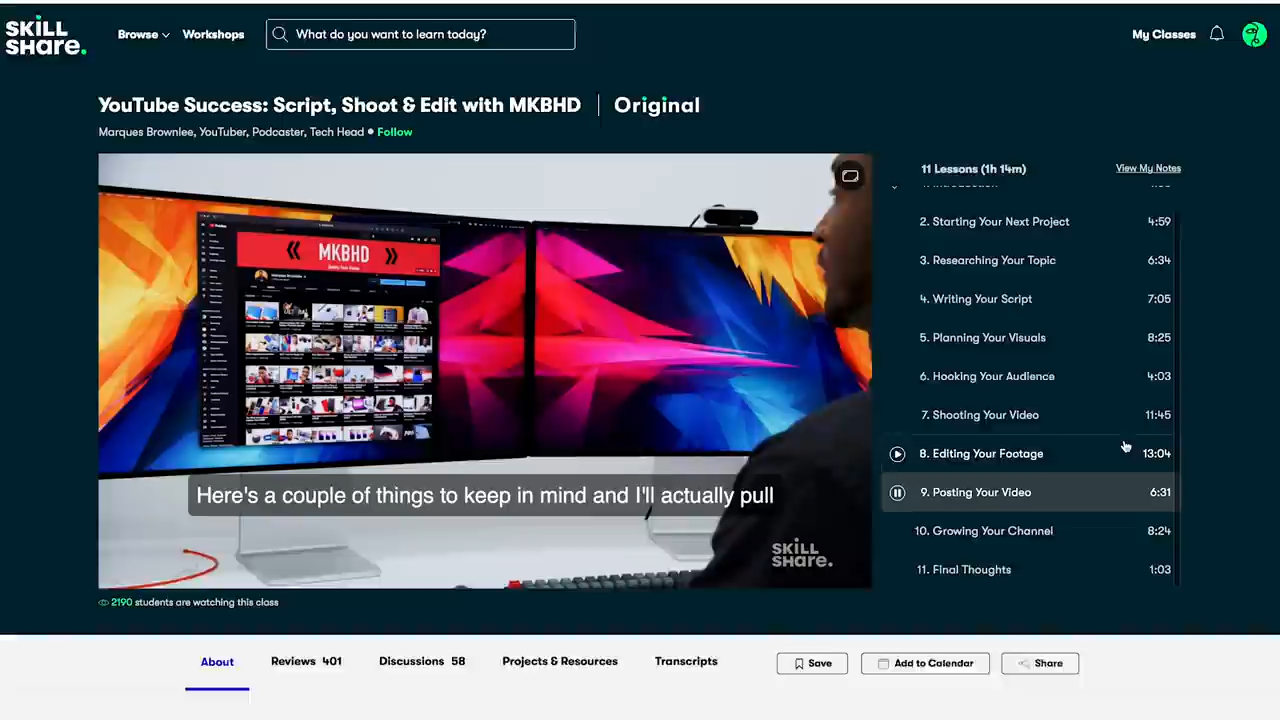 SKILL
SHARE.
Browse
Workshops
What do you want to learn today?
My Classes
YouTube Success: Script, Shoot & Edit with MKBHD
Original
Marques Brownlee, YouTuber, Podcaster, Tech Head • Follow
MKBHD
Here's a couple of things to keep in mind and I'll actually pull
SKILL
SHARE.
11 Lessons (1h 14m)
View My Notes
2. Starting Your Next Project 4:59
3. Researching Your Topic 6:34
4. Writing Your Script 7:05
5. Planning Your Visuals 8:25
6. Hooking Your Audience 4:03
7. Shooting Your Video 11:45
8. Editing Your Footage 13:04
9. Posting Your Video 6:31
10. Growing Your Channel 8:24
11. Final Thoughts 1:03
2190 students are watching this class
About
Reviews 401
Discussions 58
Projects & Resources
Transcripts
Save
Add to Calendar
Share